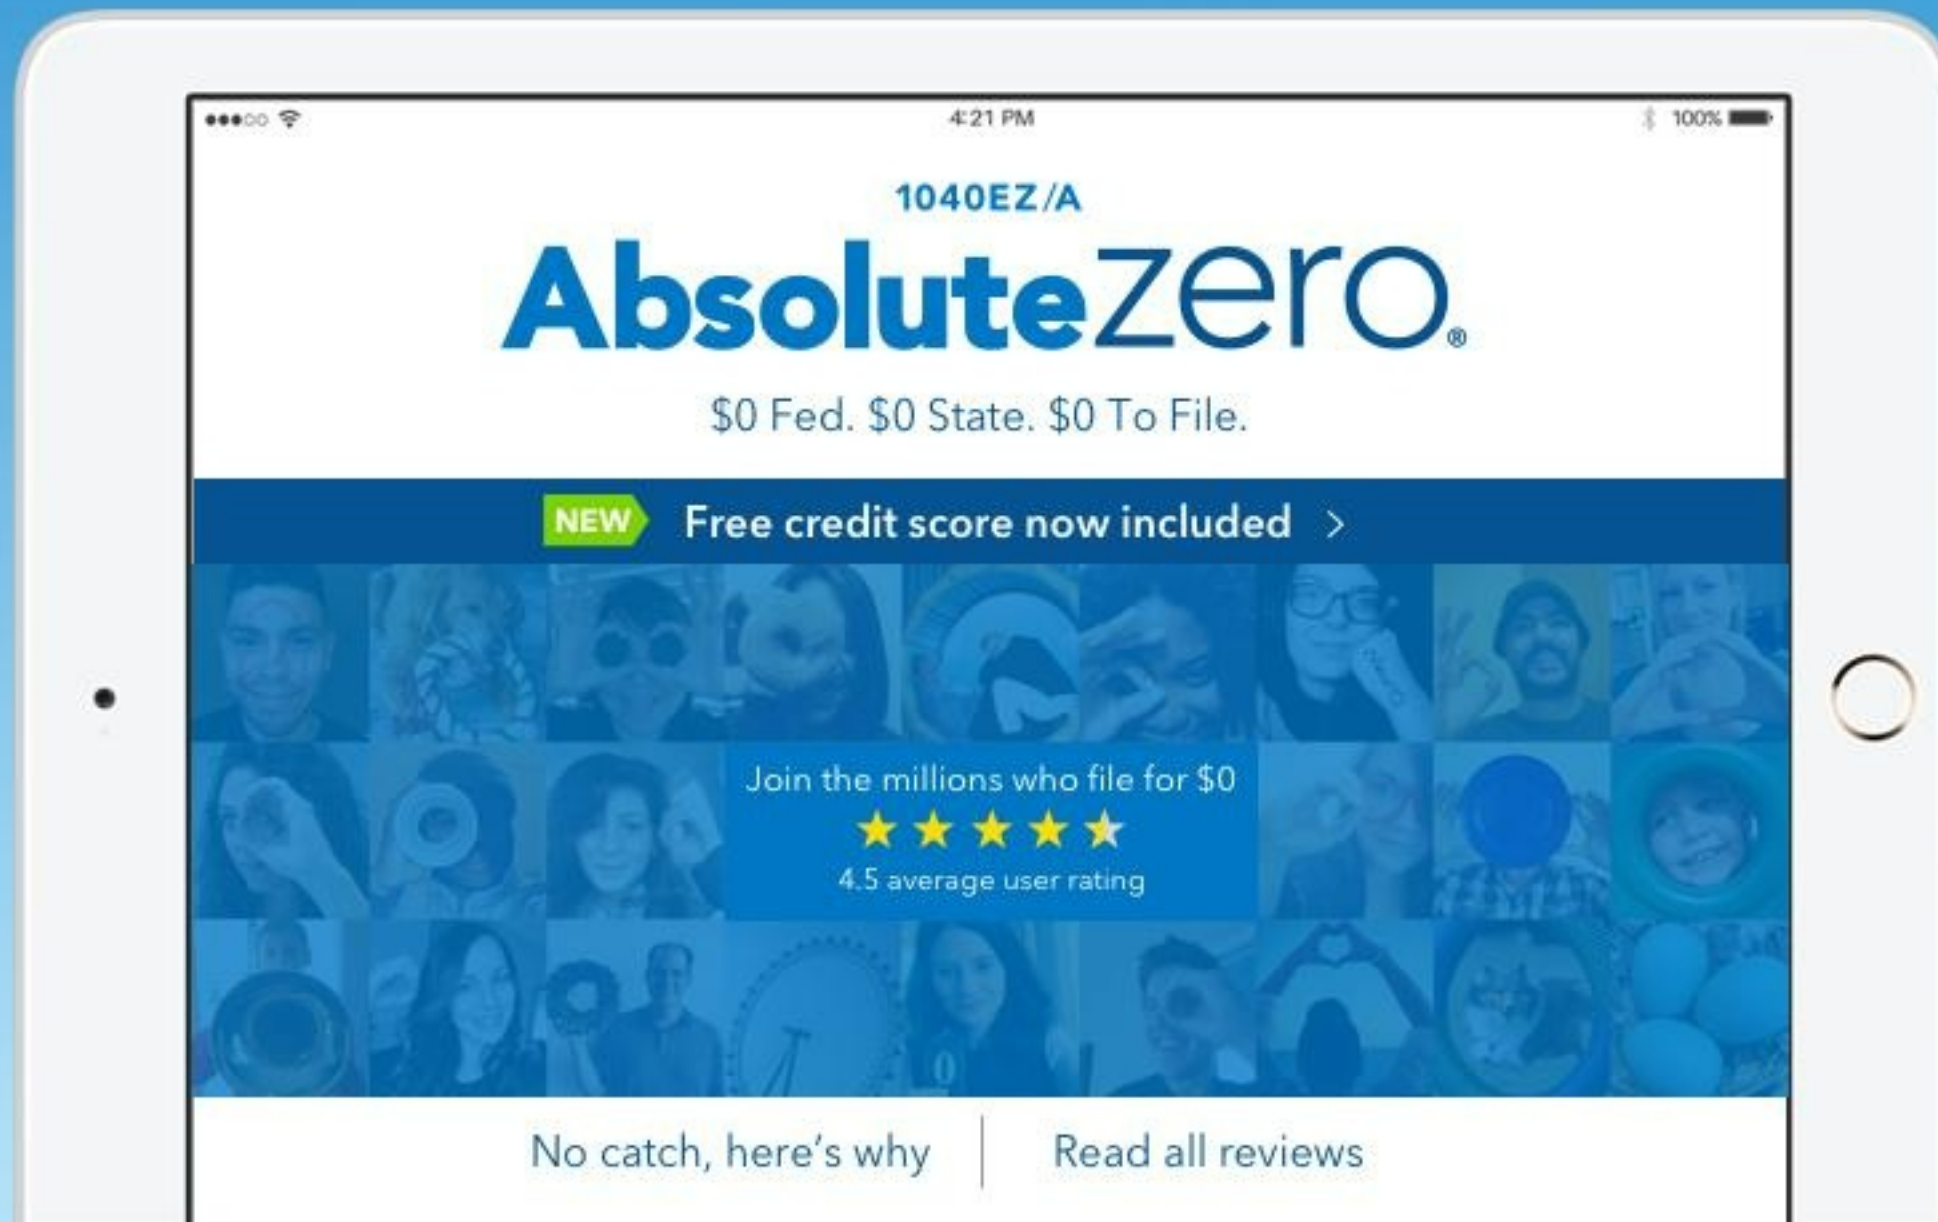 4:21 PM
100%
1040EZ/A
Absolutezero®
$0 Fed. $0 State. $0 To File.
NEW Free credit score now included >
Join the millions who file for $0
4.5 average user rating
0
No catch, here's why | Read all reviews